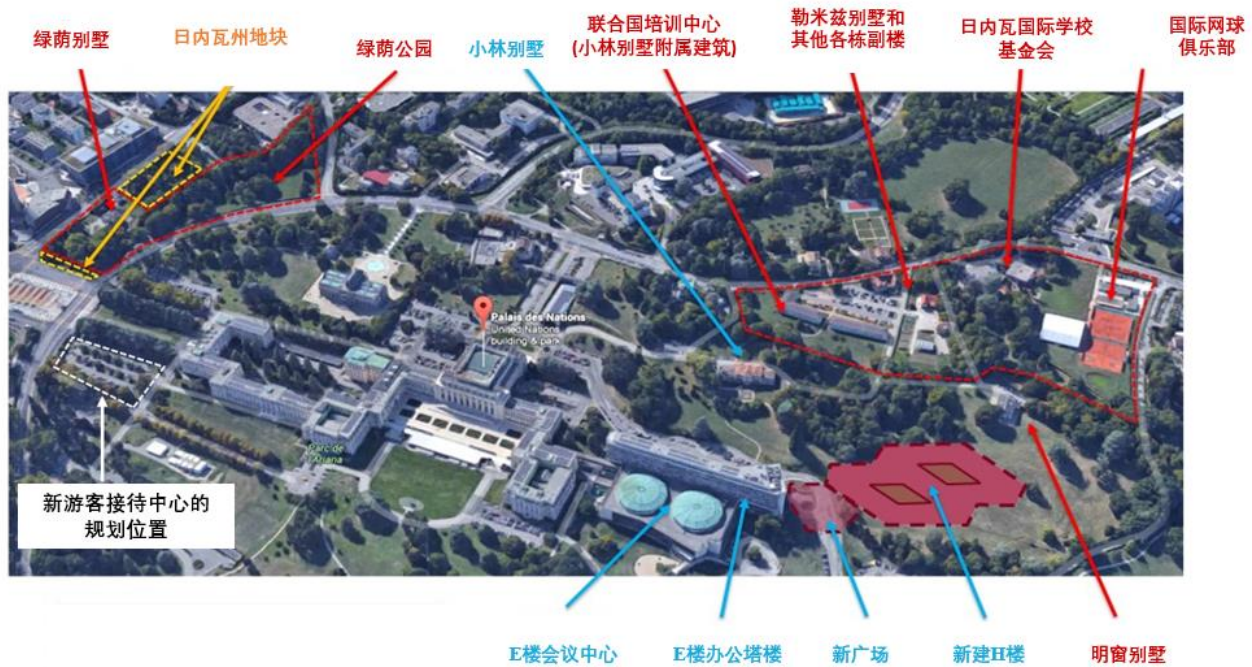 绿荫别墅
日内瓦州地块
绿荫公园
小林别墅
联合国培训中心
(小林别墅附属建筑)
勒米兹别墅和
其他各栋副楼
日内瓦国际学校
基金会
国际网球
俱乐部
Palais des Nations
United Nations
building & park
Parc de
l'Ariana
新游客接待中心的
规划位置
E楼会议中心
E楼办公塔楼
新广场
新建H楼
明窗别墅